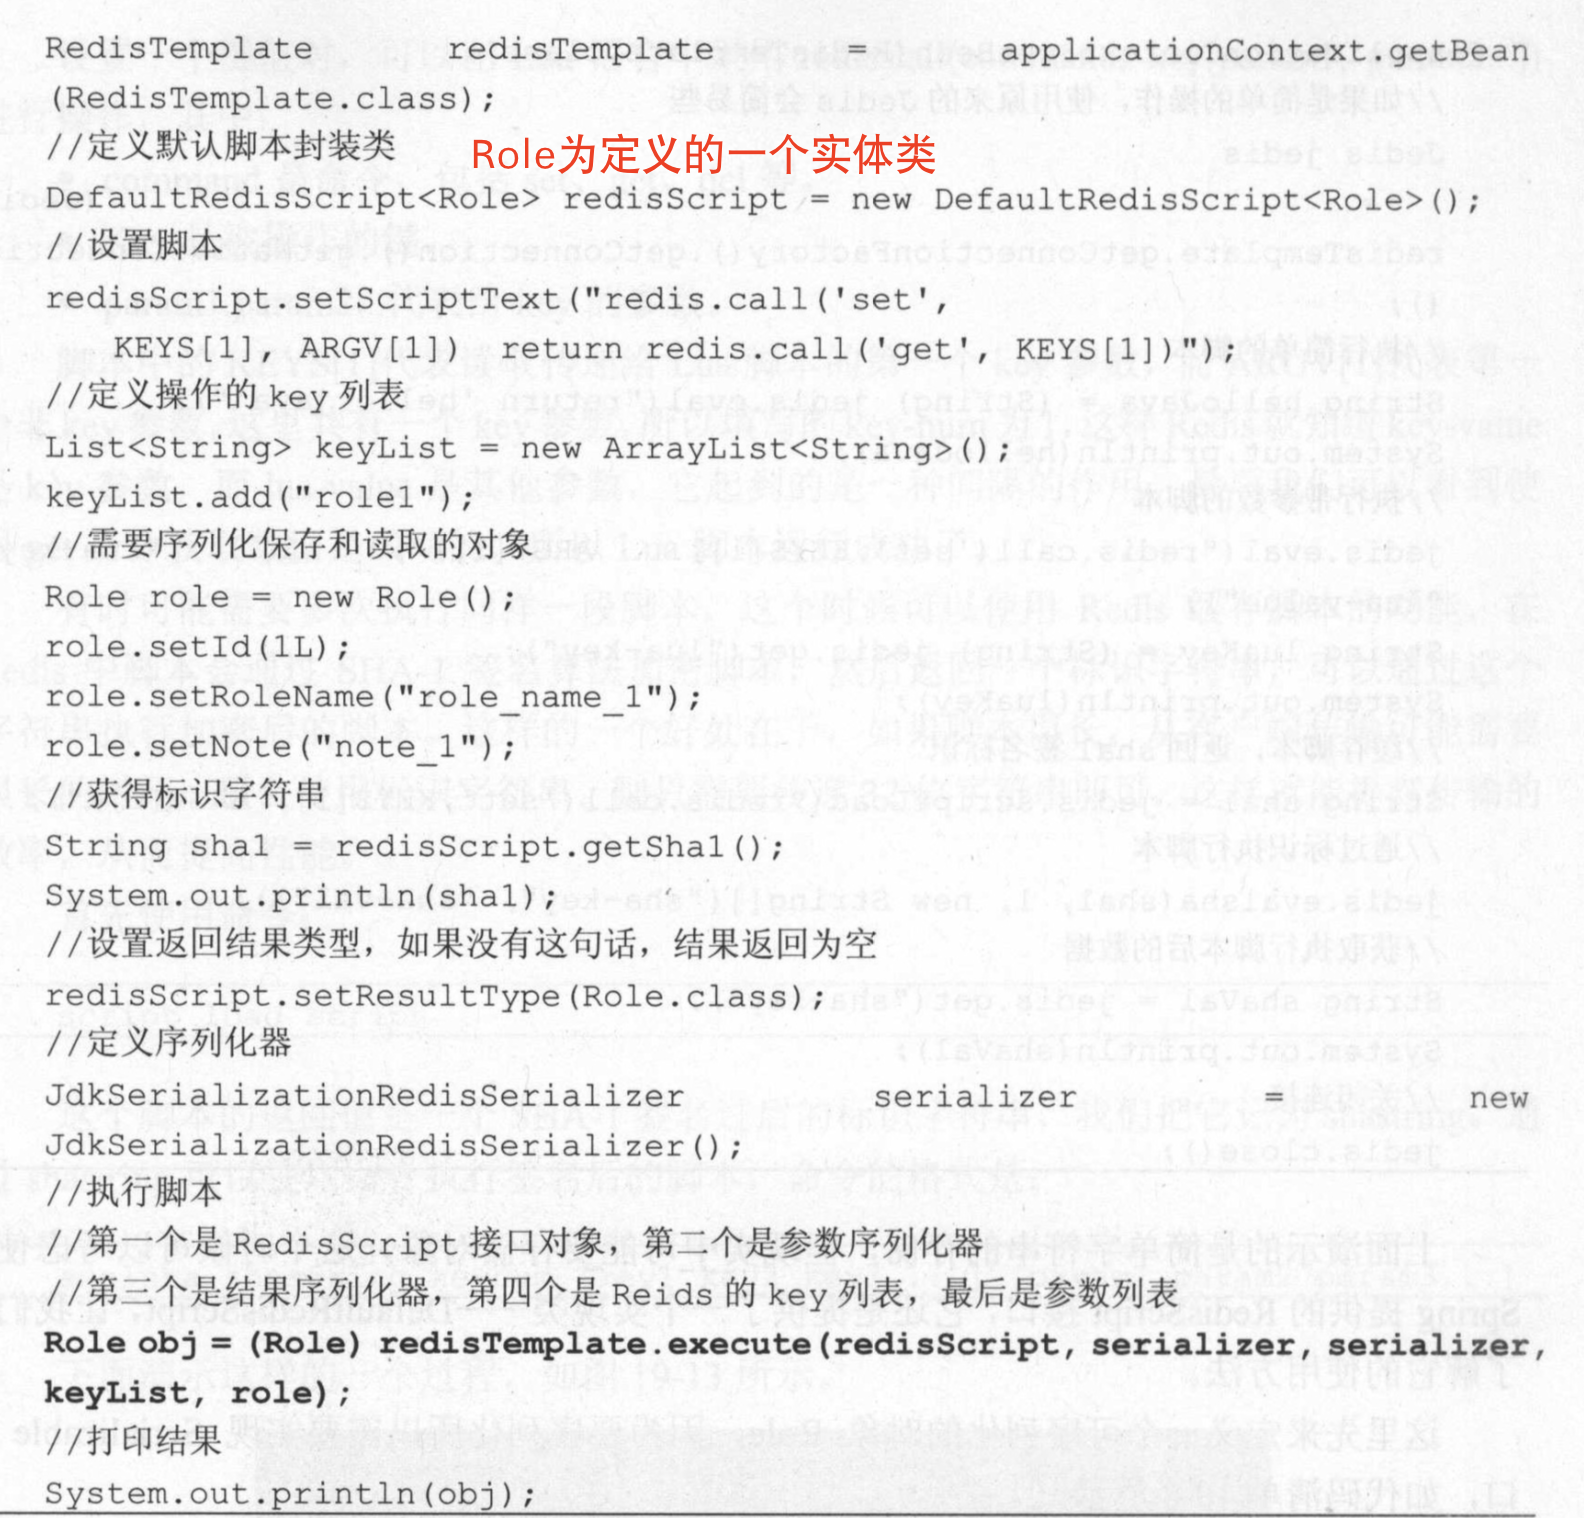 RedisTemplate redisTemplate = applicationContext.getBean
(RedisTemplate.class);
//定义默认脚本封装类
Role为定义的一个实体类
DefaultRedisScript<Role> redisScript = new DefaultRedisScript<Role>();
//设置脚本
redisScript.setScriptText("redis.call('set',
KEYS[1], ARGV[1]) return redis.call('get', KEYS[1])");
//定义操作的 key 列表
List<String> keyList = new ArrayList<String>();
keyList.add("role1");
//需要序列化保存和读取的对象
Role role = new Role();
role.setId(1L);
role.setRoleName("role_name_1");
role.setNote("note_1");
//获得标识字符串
String sha1 = redisScript.getSha1();
System.out.println(sha1);
//设置返回结果类型，如果没有这句话，结果返回为空
redisScript.setResultType(Role.class);
//定义序列化器
JdkSerializationRedisSerializer serializer = new
JdkSerializationRedisSerializer();
//执行脚本
//第一个是 RedisScript 接口对象，第二个是参数序列化器
//第三个是结果序列化器，第四个是 Reids 的 key 列表，最后是参数列表
Role obj = (Role) redisTemplate.execute(redisScript, serializer, serializer,
keyList, role);
//打印结果
System.out.println(obj);